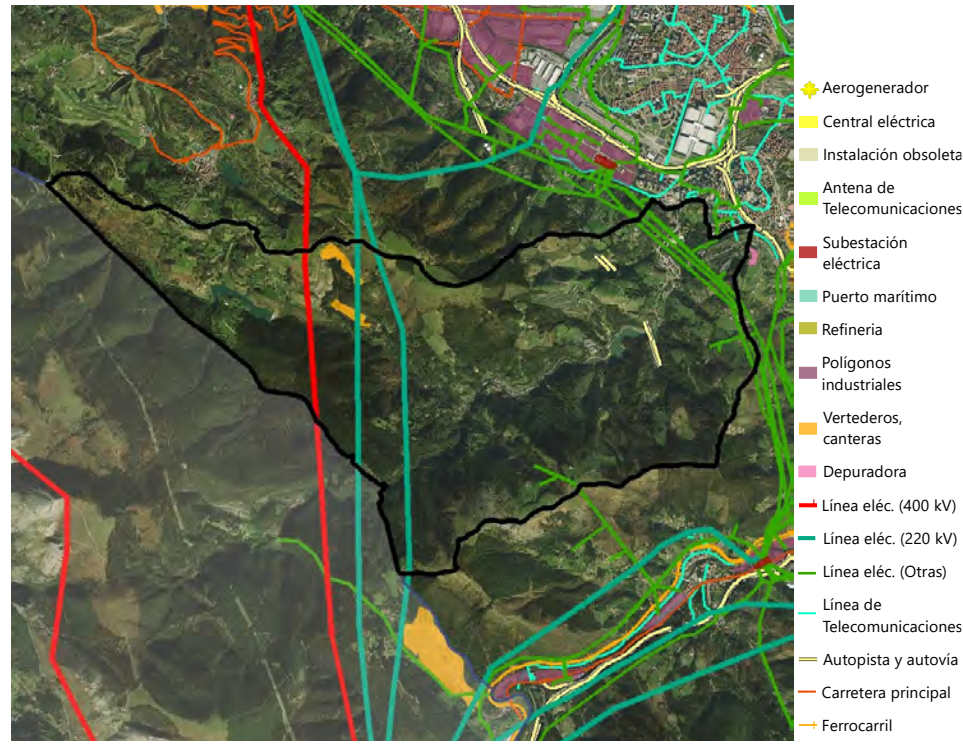 Aerogenerador
Central eléctrica
Instalación obsoleta
Antena de
Telecomunicaciones
Subestación
eléctrica
Puerto marítimo
Refineria
Polígonos
industriales
Vertederos,
canteras
Depuradora
Línea eléc. (400 kV)
Línea eléc. (220 kV)
Línea eléc. (Otras)
Línea de
Telecomunicaciones
Autopista y autovía
Carretera principal
Ferrocarril